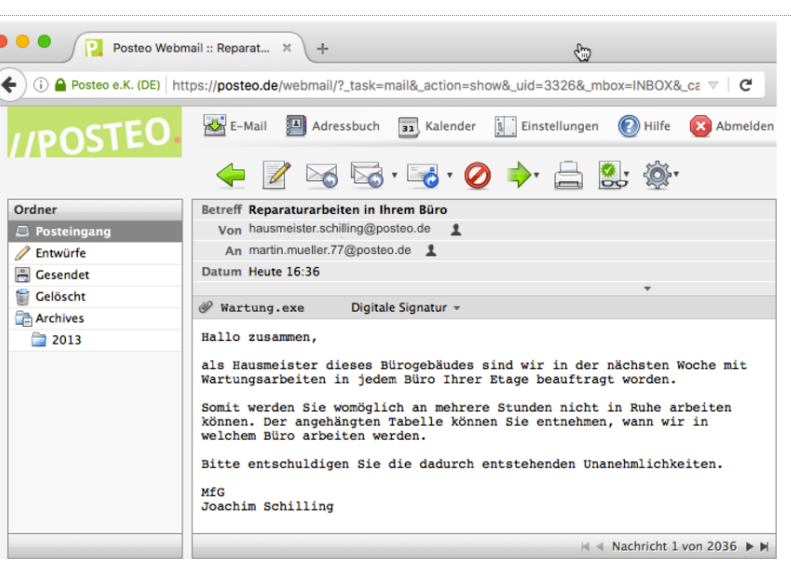 Posteo Webmail :: Reparat... × +
Posteo e.K. (DE) https://posteo.de/webmail/?_task=mail&_action=show&_uid=3326&_mbox=INBOX&_ca
//POSTEO.
E-Mail Adressbuch 31 Kalender Einstellungen Hilfe Abmelden
Ordner
Posteingang
Entwürfe
Gesendet
Gelöscht
Archives
2013
Betreff Reparaturarbeiten in Ihrem Büro
Von hausmeister.schilling@posteo.de
An martin.mueller.77@posteo.de
Datum Heute 16:36
Wartung.exe Digitale Signatur
Hallo zusammen,
als Hausmeister dieses Bürogebäudes sind wir in der nächsten Woche mit
Wartungsarbeiten in jedem Büro Ihrer Etage beauftragt worden.
Somit werden Sie womöglich an mehrere Stunden nicht in Ruhe arbeiten
können. Der angehängten Tabelle können Sie entnehmen, wann wir in
welchem Büro arbeiten werden.
Bitte entschuldigen Sie die dadurch entstehenden Unanehmlichkeiten.
MfG
Joachim Schilling
Nachricht 1 von 2036